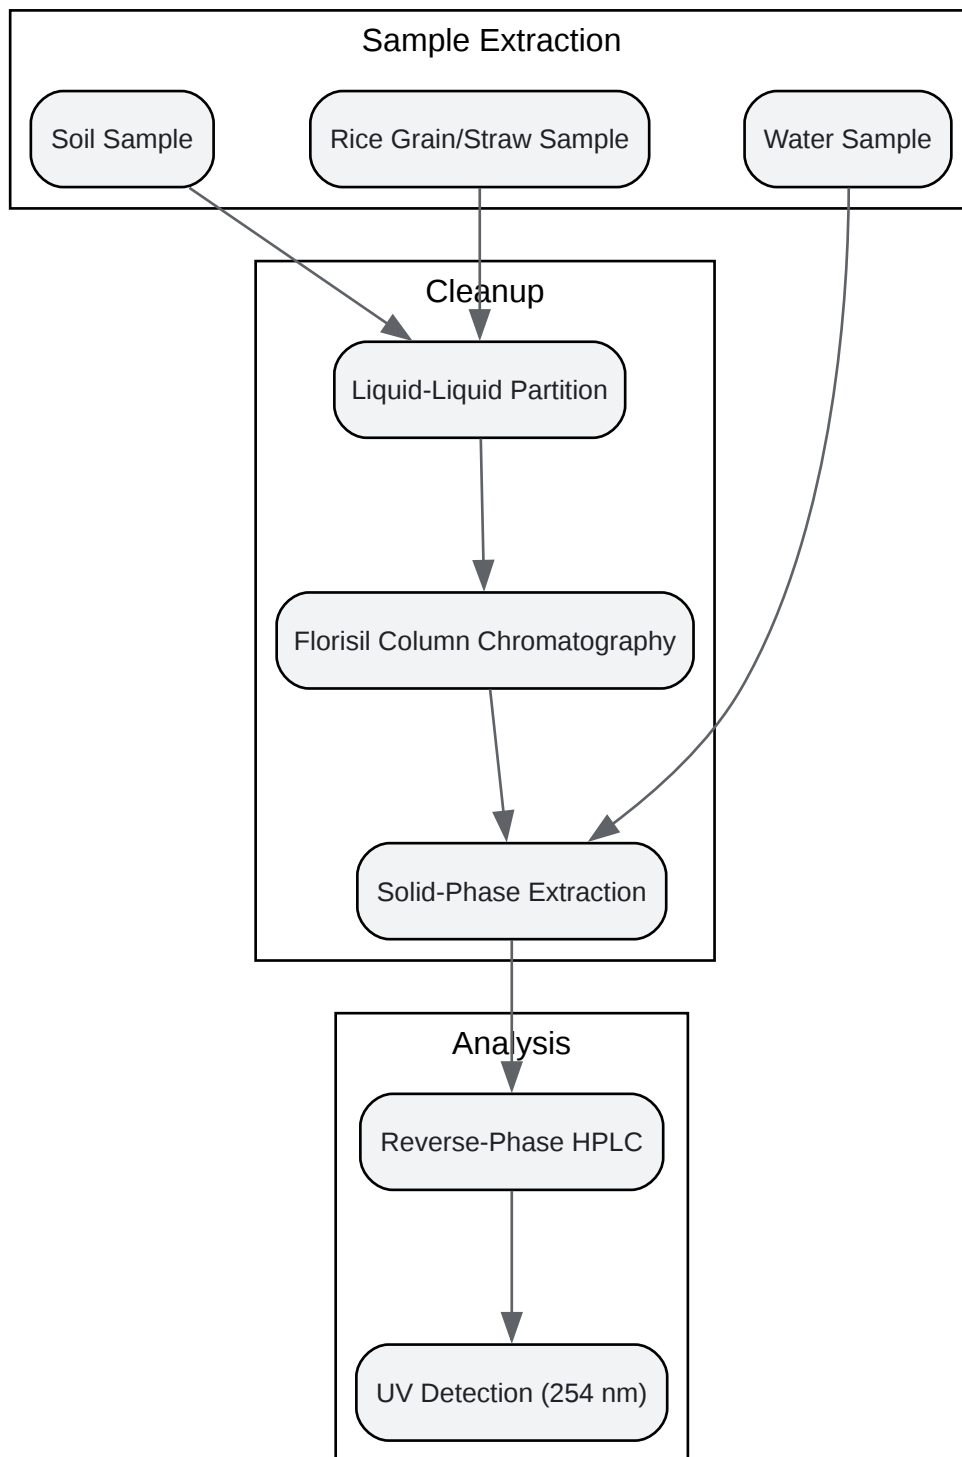 Sample Extraction
Soil Sample
Rice Grain/Straw Sample
Water Sample
Cleanup
Liquid-Liquid Partition
Florisil Column Chromatography
Solid-Phase Extraction
Analysis
Reverse-Phase HPLC
UV Detection (254 nm)